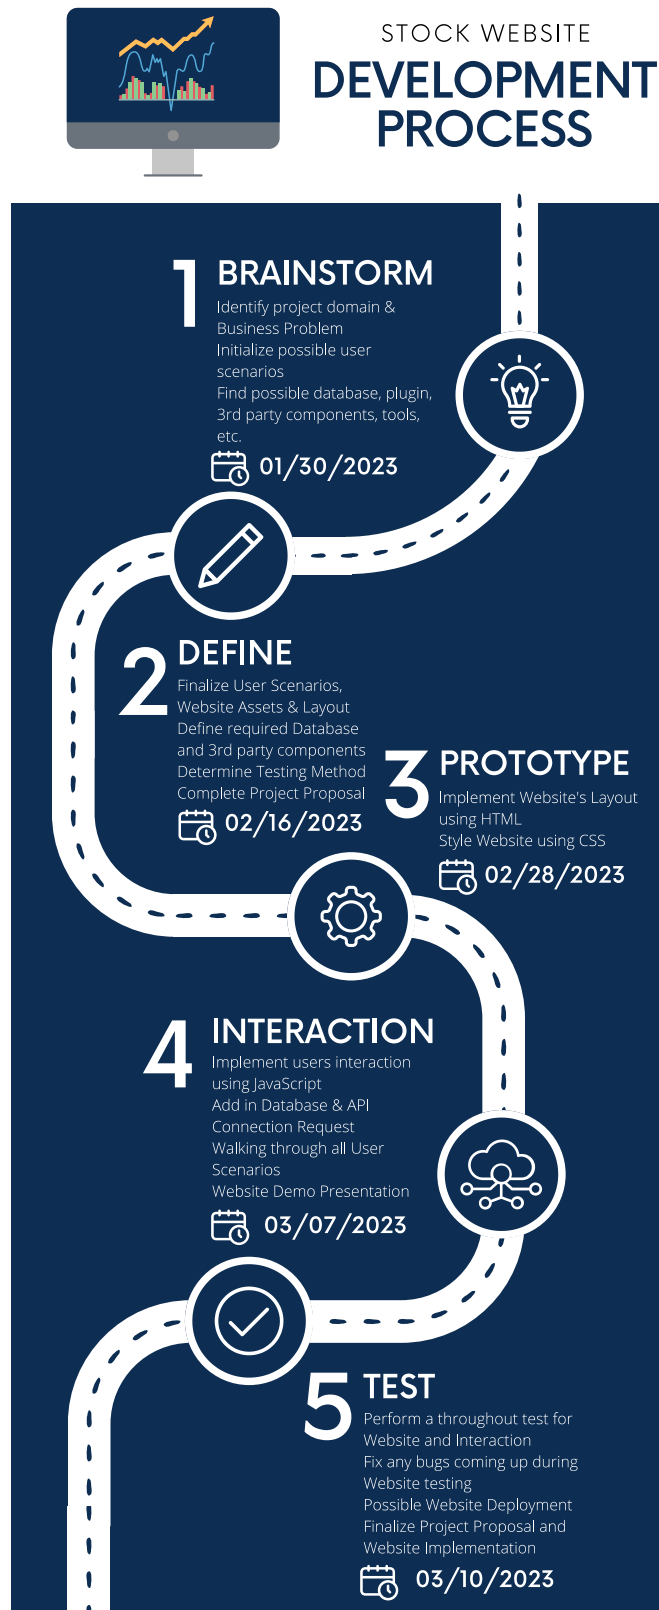 STOCK WEBSITE
DEVELOPMENT
PROCESS
1
BRAINSTORM
Identify project domain &
Business Problem
Initialize possible user
scenarios
Find possible database, plugin,
3rd party components, tools,
etc.
01/30/2023
2
DEFINE
Finalize User Scenarios,
Website Assets & Layout
Define required Database
and 3rd party components
Determine Testing Method
Complete Project Proposal
02/16/2023
3
PROTOTYPE
Implement Website's Layout
using HTML
Style Website using CSS
02/28/2023
4
INTERACTION
Implement users interaction
using JavaScript
Add in Database & API
Connection Request
Walking through all User
Scenarios
Website Demo Presentation
03/07/2023
5
TEST
Perform a throughout test for
Website and Interaction
Fix any bugs coming up during
Website testing
Possible Website Deployment
Finalize Project Proposal and
Website Implementation
03/10/2023